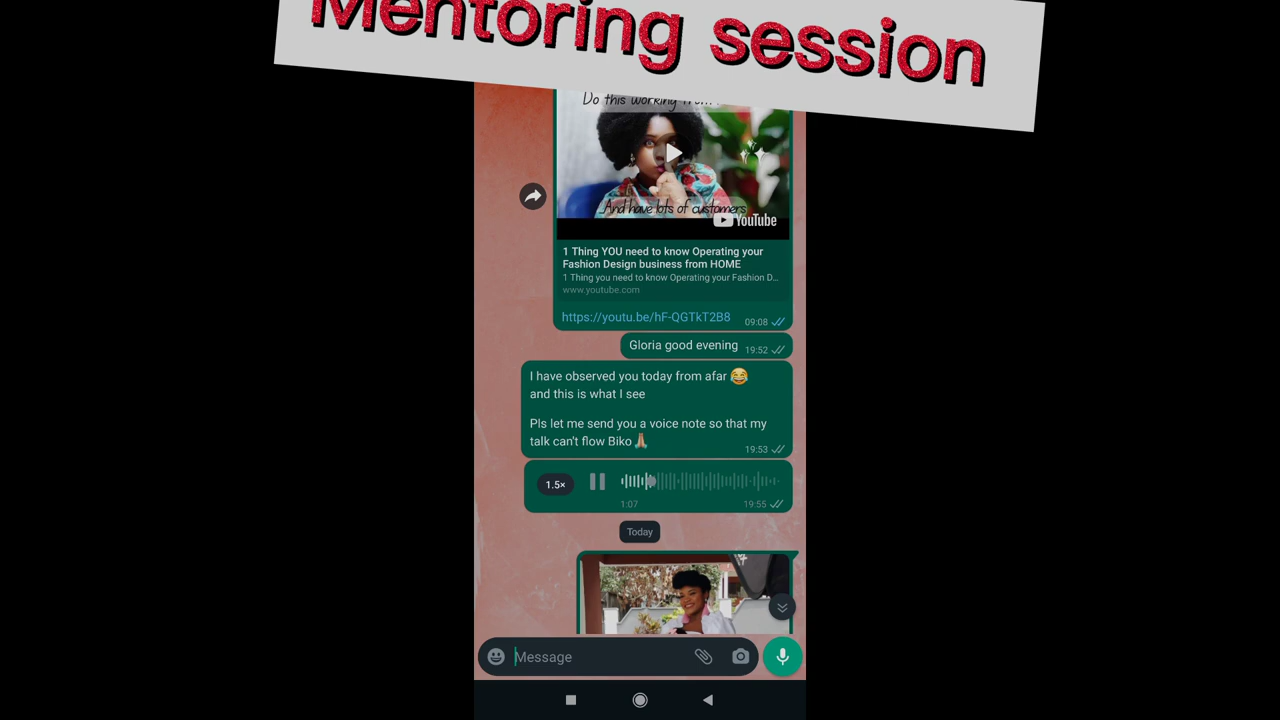 Mentoring session
Do this working from...
And have lots of customers
YouTube
1 Thing YOU need to know Operating your
Fashion Design business from HOME
1 Thing you need to know Operating your Fashion D...
www.youtube.com
https://youtu.be/hF-QGTkT2B8 09:08
Gloria good evening 19:52
I have observed you today from afar 😂
and this is what I see
Pls let me send you a voice note so that my
talk can't flow Biko🙏🏽
19:53
1.5×
1:07 19:55
Today
Message